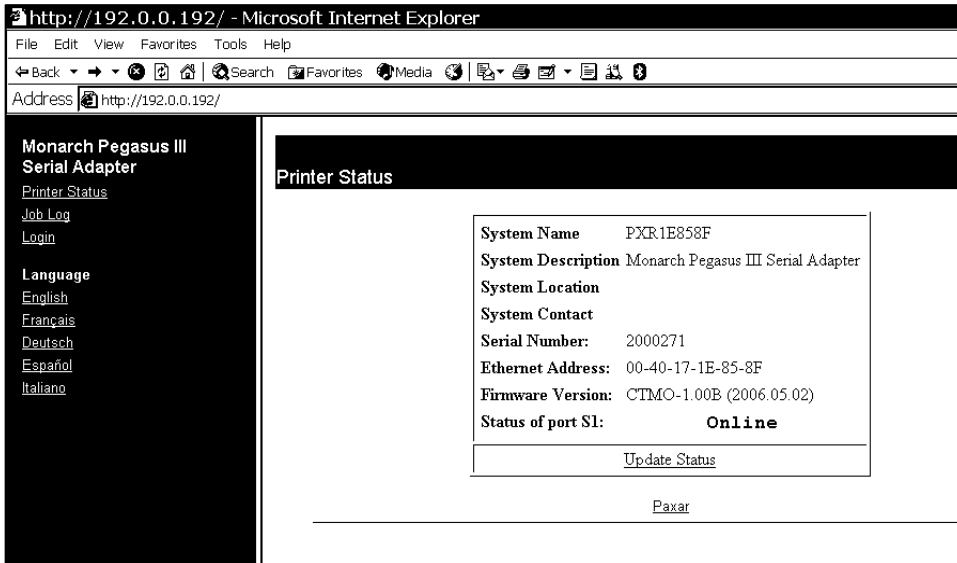 http://192.0.0.192/ - Microsoft Internet Explorer
File Edit View Favorites Tools Help
Back Search Favorites Media
Address http://192.0.0.192/
Monarch Pegasus III
Serial Adapter
Printer Status
Job Log
Login
Language
English
Français
Deutsch
Español
Italiano
Printer Status
System Name PXR1E858F
System Description Monarch Pegasus III Serial Adapter
System Location
System Contact
Serial Number: 2000271
Ethernet Address: 00-40-17-1E-85-8F
Firmware Version: CTMO-1.00B (2006.05.02)
Status of port S1: Online
Update Status
Paxar